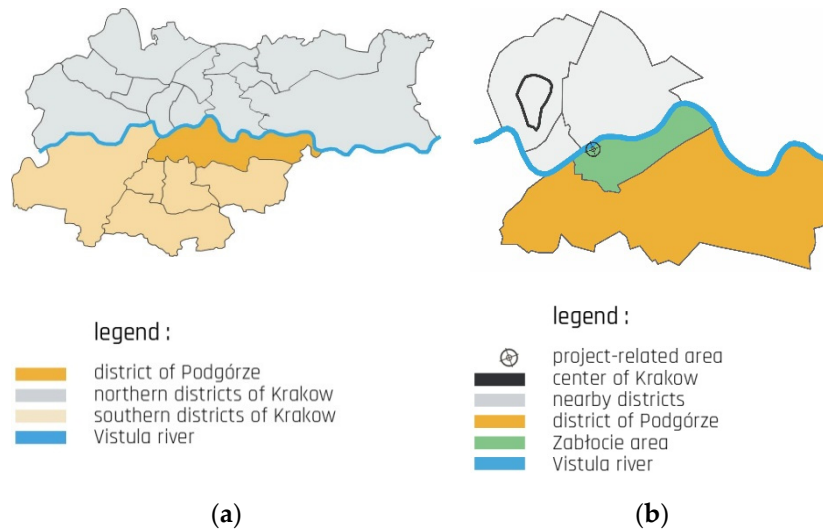 legend :
district of Podgórze
northern districts of Krakow
southern districts of Krakow
Vistula river
(a)
legend :
project-related area
center of Krakow
nearby districts
district of Podgórze
Zabłocie area
Vistula river
(b)